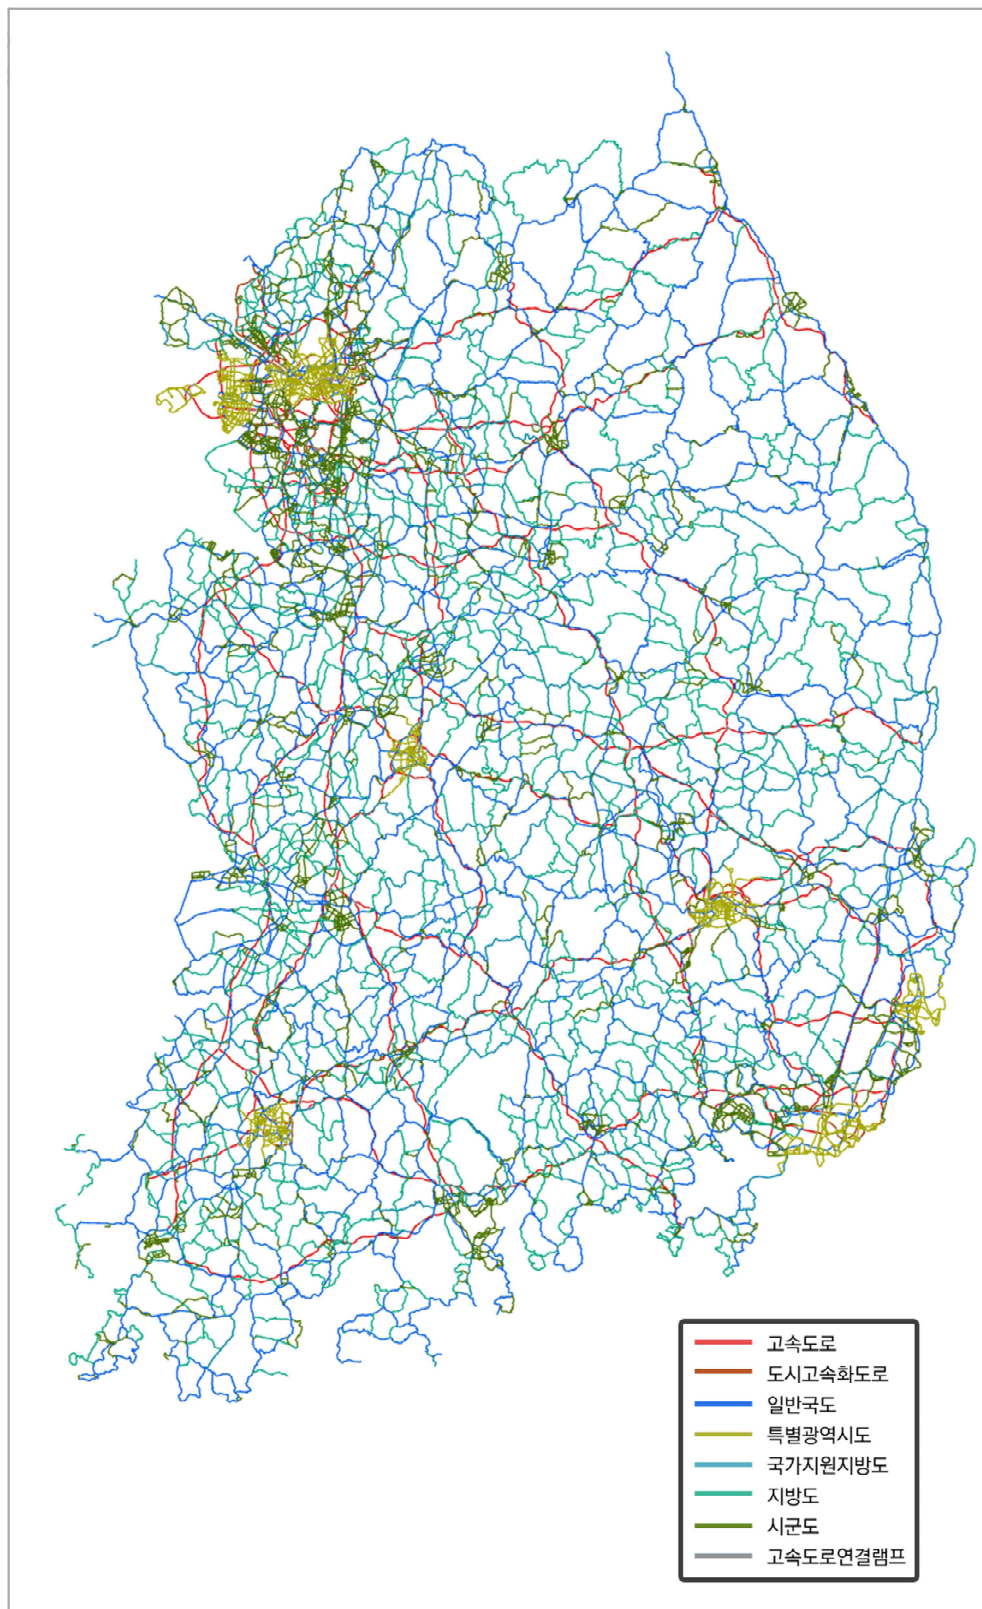 고속도로
도시고속화도로
일반국도
특별광역시도
국가지원지방도
지방도
시군도
고속도로연결램프